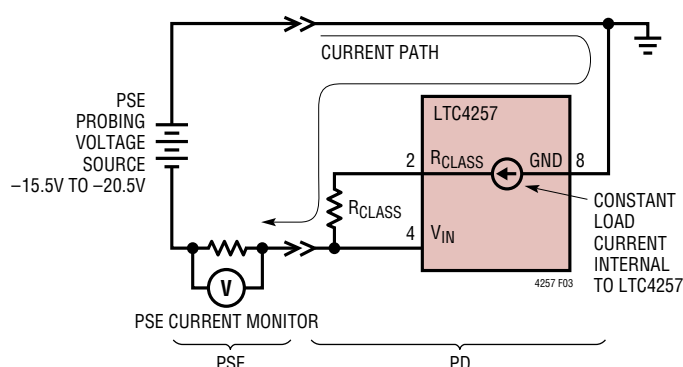 CURRENT PATH
PSE
PROBING
VOLTAGE
SOURCE
–15.5V TO –20.5V
LTC4257
2 RCLASS GND 8
RCLASS
4 VIN
CONSTANT
LOAD
CURRENT
INTERNAL
TO LTC4257
V
4257 F03
PSE CURRENT MONITOR
PSE PD